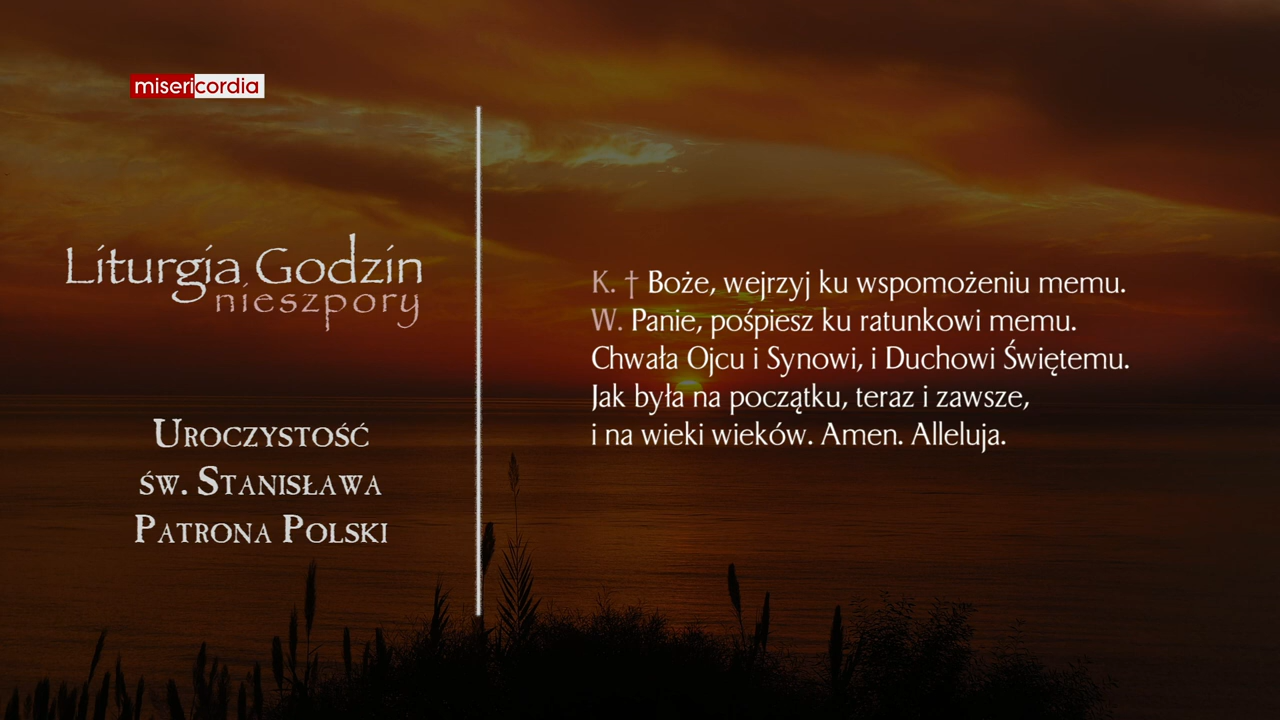 misericordia
Liturgia Godzin
nieszpory
Uroczystość
św. Stanisława
Patrona Polski
K. † Boże, wejrzyj ku wspomożeniu memu.
W. Panie, pośpiesz ku ratunkowi memu.
Chwała Ojcu i Synowi, i Duchowi Świętemu.
Jak była na początku, teraz i zawsze,
i na wieki wieków. Amen. Alleluja.